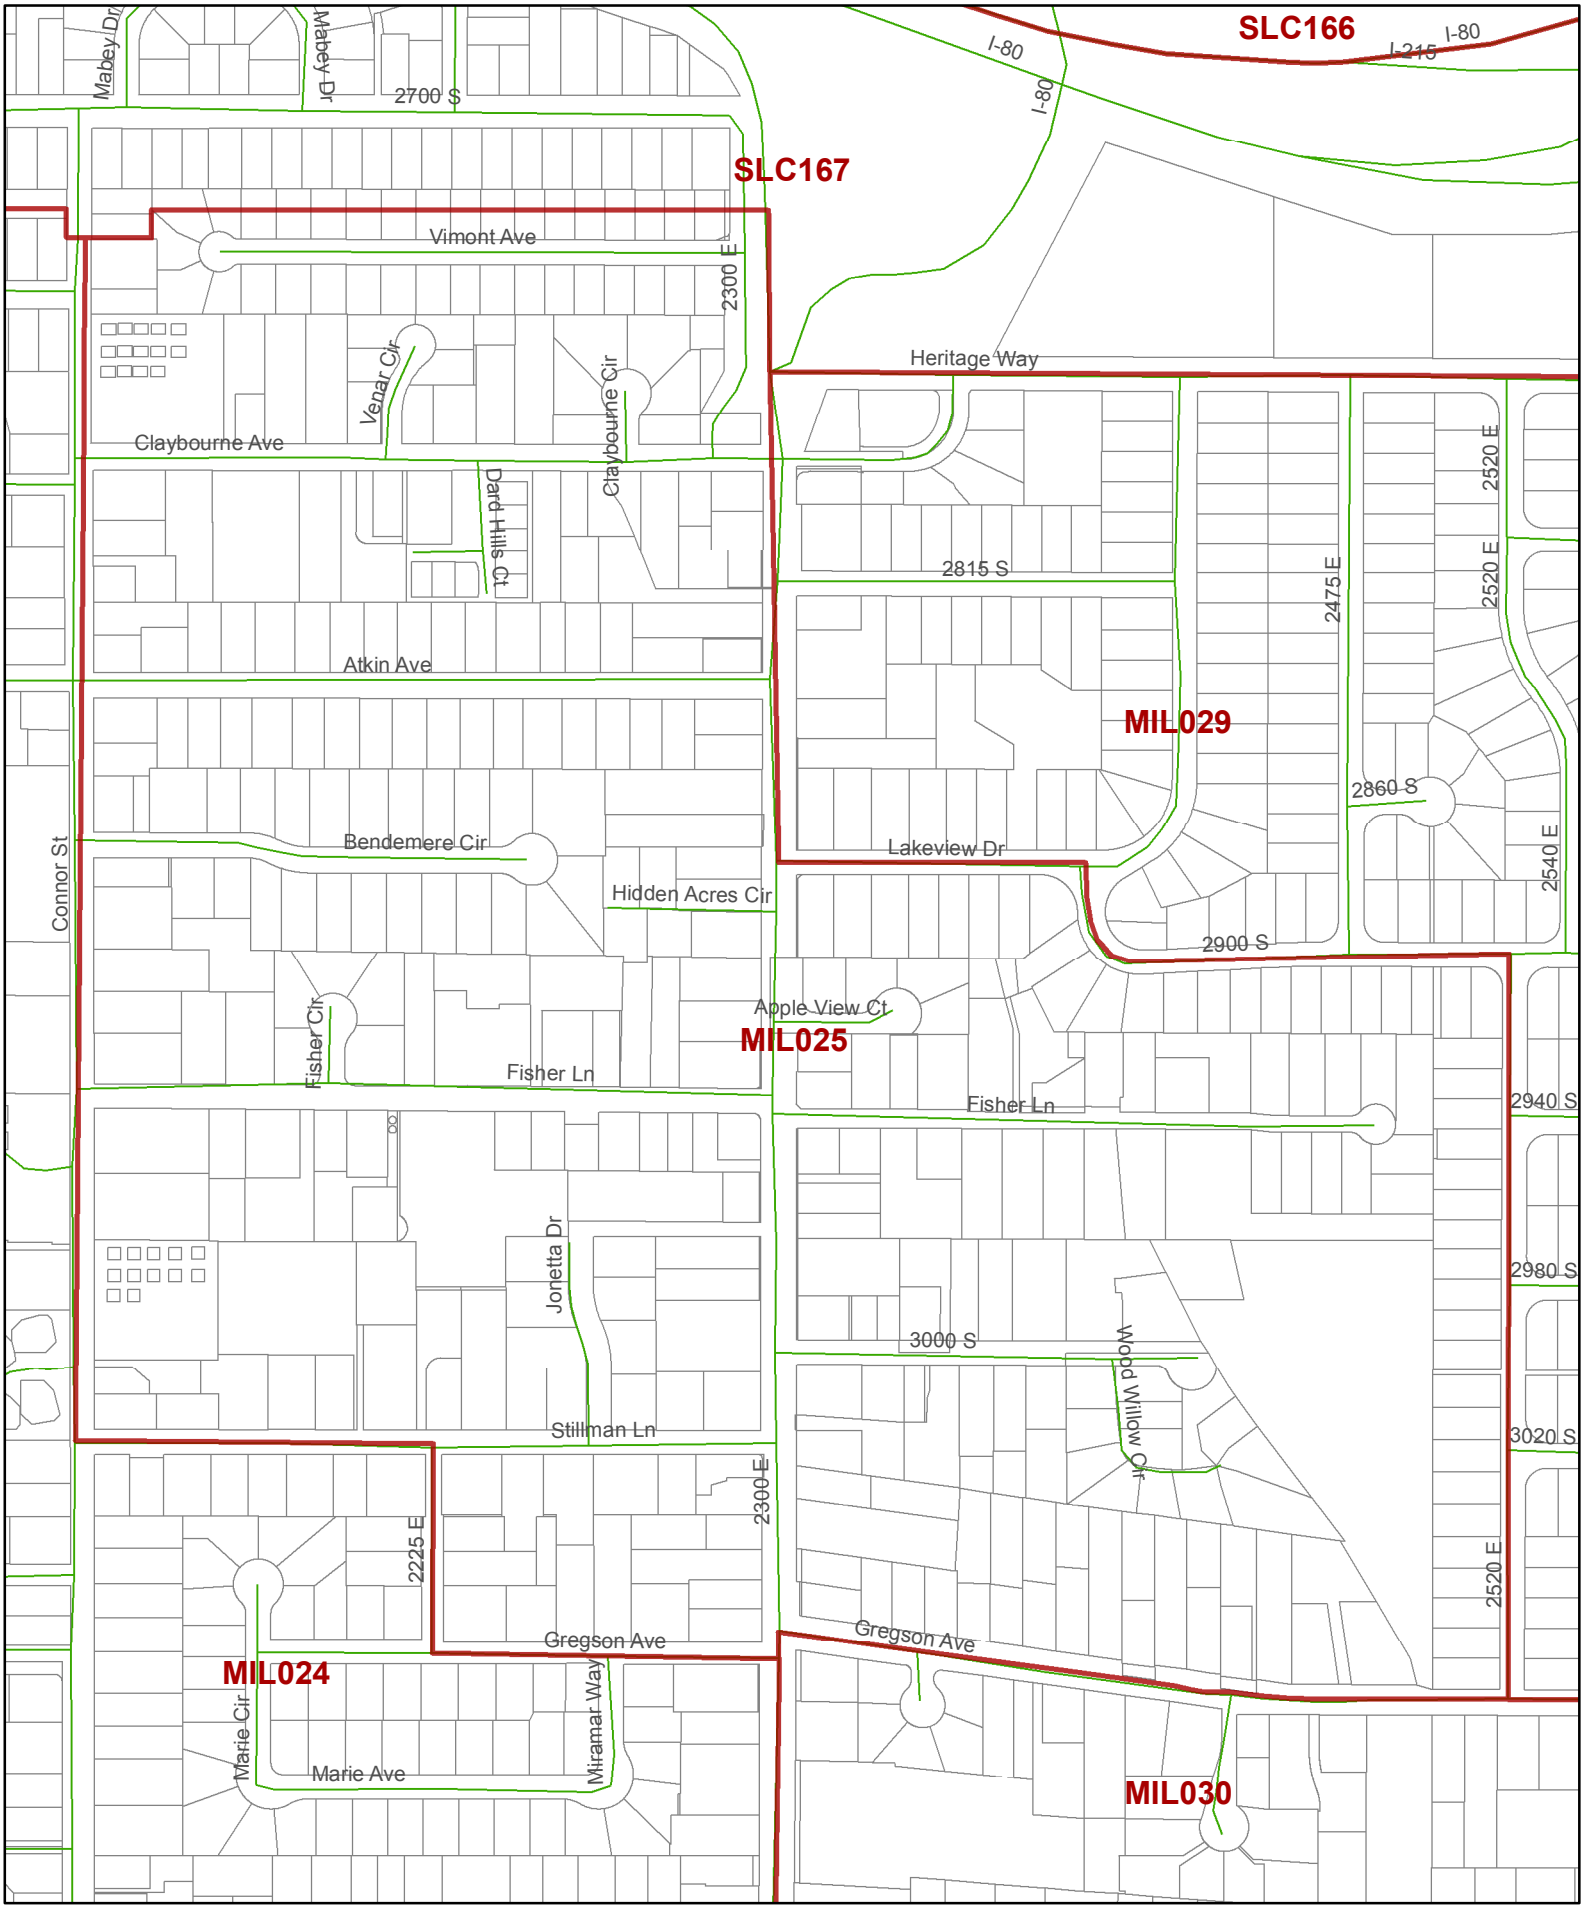 Mabey Dr
Mabey Dr
SLC166
I-80
I-80
I-215
I-80
2700 S
SLC167
Vimont Ave
2300 E
Heritage Way
Venar Cir
Claybourne Cir
Claybourne Ave
2520 E
Dard Hills Ct
2815 S
2475 E
2520 E
Atkin Ave
MIL029
2860 S
Bendemere Cir
Lakeview Dr
2540 E
Connor St
Hidden Acres Cir
2900 S
Apple View Ct
Fisher Cir
MIL025
Fisher Ln
Fisher Ln
2940 S
Jonetta Dr
2980 S
3000 S
Wood Willow Cir
Stillman Ln
3020 S
2300 E
2225 E
2520 E
Gregson Ave
Gregson Ave
MIL024
Marie Cir
Miramar Way
Marie Ave
MIL030